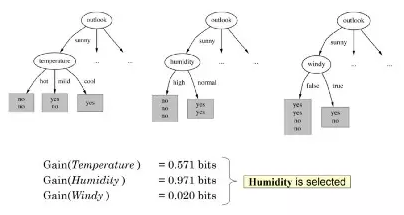 outlook
outlook
outlook
sunny
sunny
sunny
temperature
...
...
humidity
...
...
windy
...
...
hot
mild
cool
high
normal
false
true
no
no
yes
no
yes
no
no
no
yes
yes
yes
yes
no
no
yes
no
Gain(Temperature) = 0.571 bits
Gain(Humidity) = 0.971 bits
Gain(Windy) = 0.020 bits
Humidity is selected